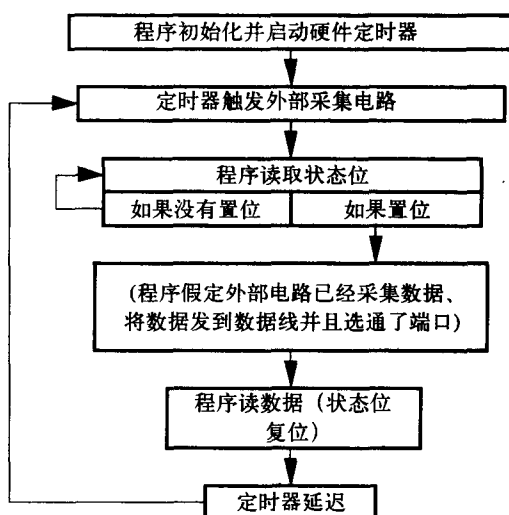 程序初始化并启动硬件定时器
定时器触发外部采集电路
程序读取状态位
如果没有置位
如果置位
(程序假定外部电路已经采集数据、
将数据发到数据线并且选通了端口)
程序读数据（状态位
复位）
定时器延迟